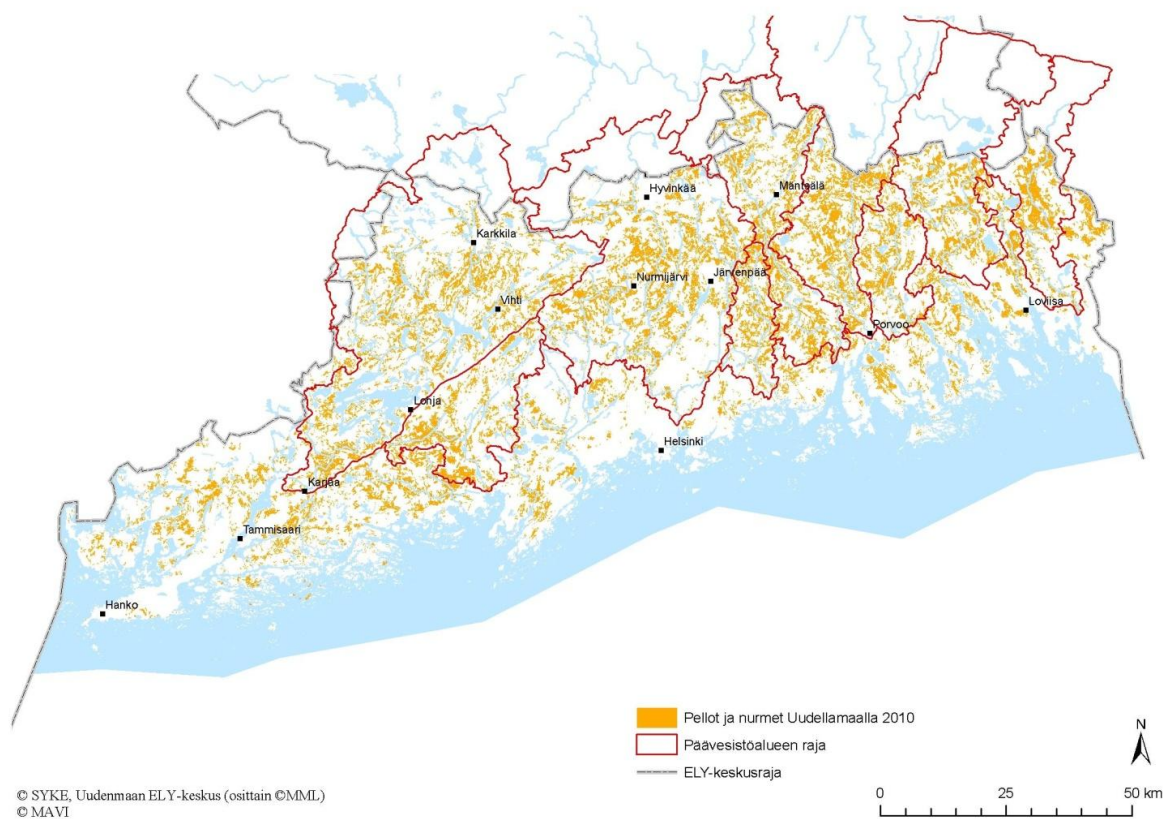 Hyvinkää
Mäntsälä
Karkkila
Nurmijärvi
Järvenpää
Vihti
Loviisa
Porvoo
Lohja
Helsinki
Karjaa
Tammisaari
Hanko
Pellot ja nurmet Uudellamaalla 2010
Päävesistöalueen raja
ELY-keskusraja
N
0 25 50 km
© SYKE, Uudenmaan ELY-keskus (osittain ©MML)
© MAVI